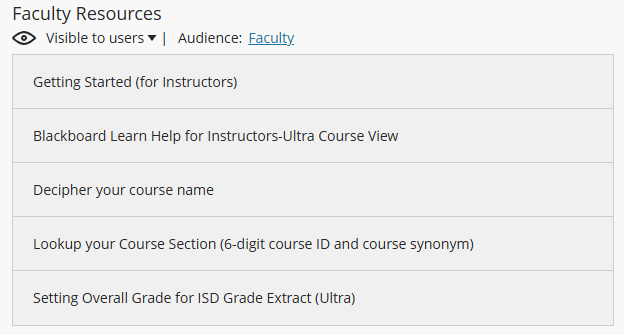 Faculty Resources
Visible to users | Audience: Faculty
Getting Started (for Instructors)
Blackboard Learn Help for Instructors-Ultra Course View
Decipher your course name
Lookup your Course Section (6-digit course ID and course synonym)
Setting Overall Grade for ISD Grade Extract (Ultra)